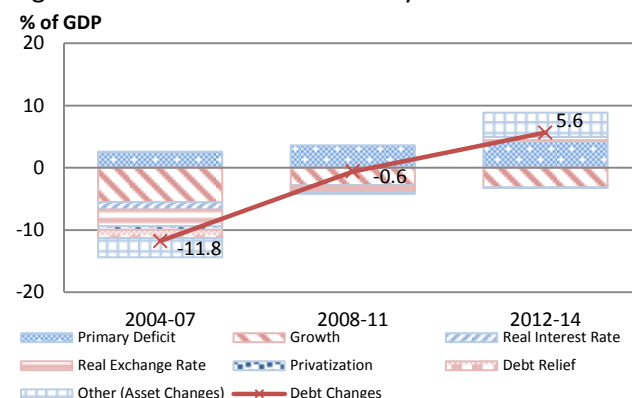 % of GDP
20
10
0
-10
-20
5.6
-0.6
-11.8
2004-07 2008-11 2012-14
Primary Deficit Growth Real Interest Rate
Real Exchange Rate Privatization Debt Relief
Other (Asset Changes) Debt Changes